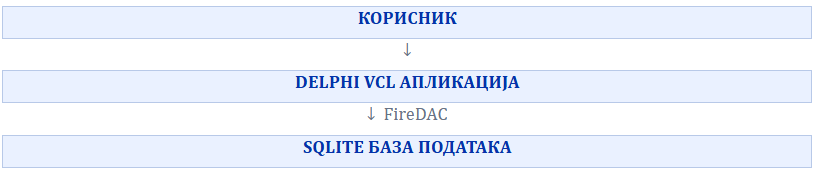 КОРИСНИК
↓
DELPHI VCL АПЛИКАЦИЈА
↓ FireDAC
SQLITE БАЗА ПОДАТАКА